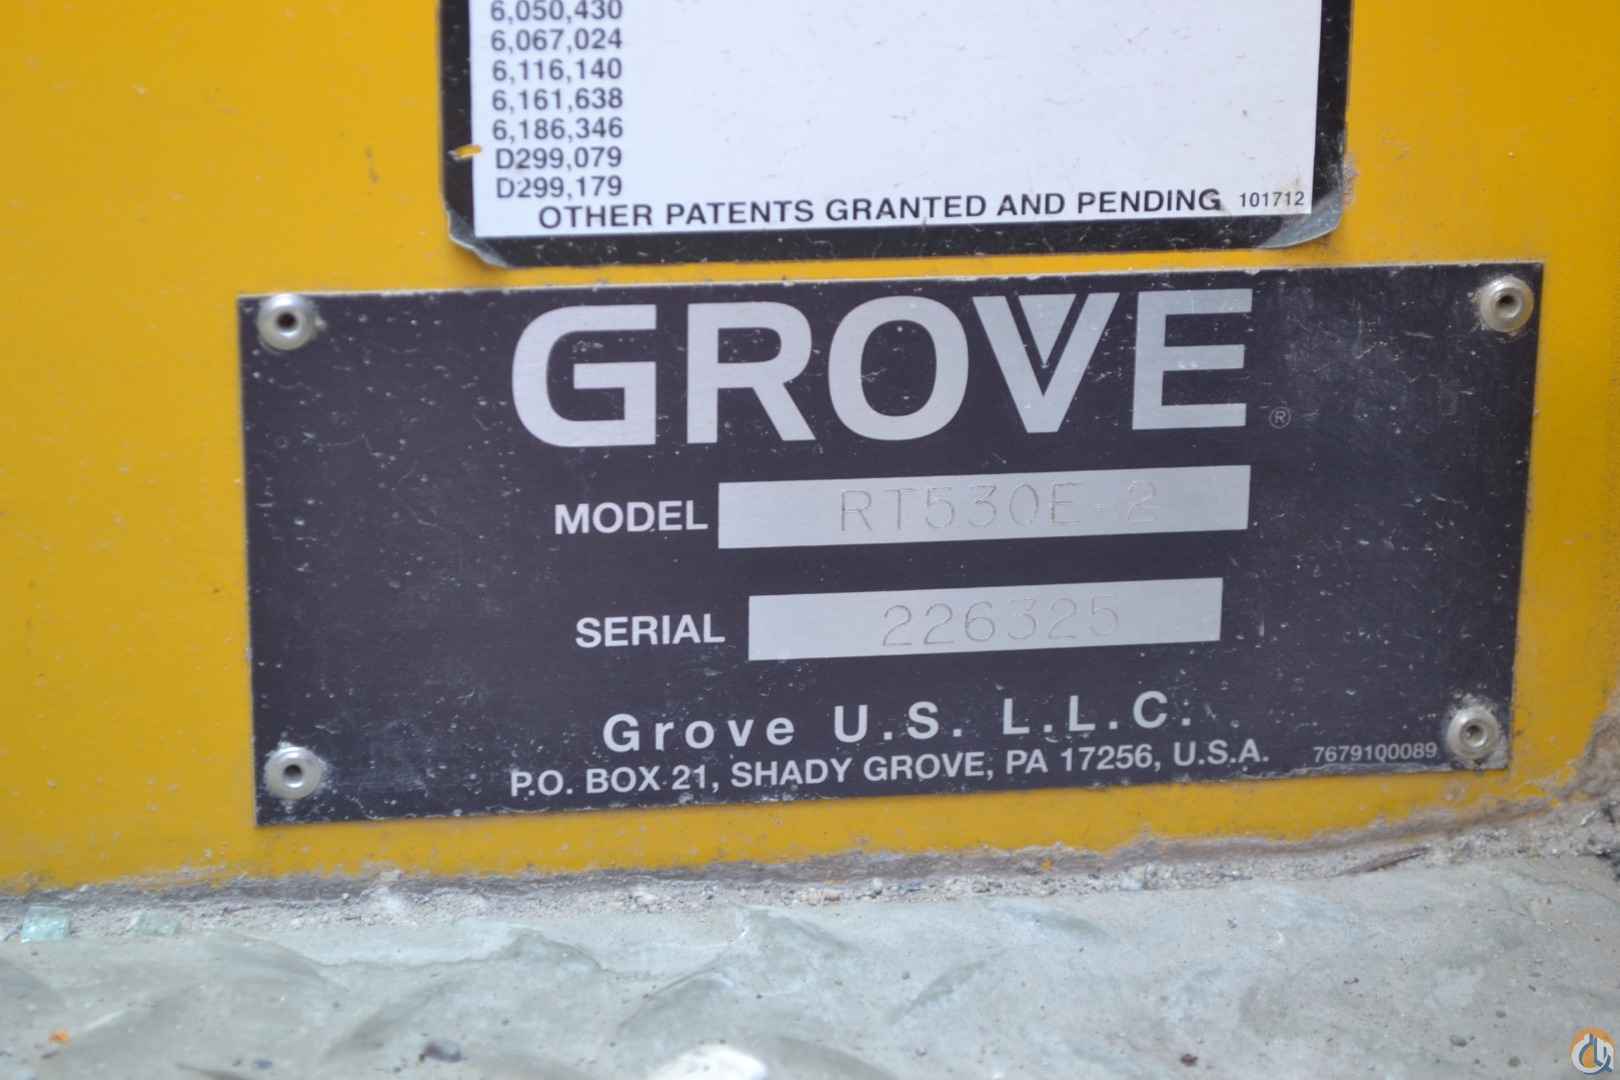 6,050,430
6,067,024
6,116,140
6,161,638
6,186,346
D299,079
D299,179
OTHER PATENTS GRANTED AND PENDING 101712
GROVE®
MODEL RT530E-2
SERIAL 226325
Grove U.S. L.L.C.
P.O. BOX 21, SHADY GROVE, PA 17256, U.S.A. 7679100089